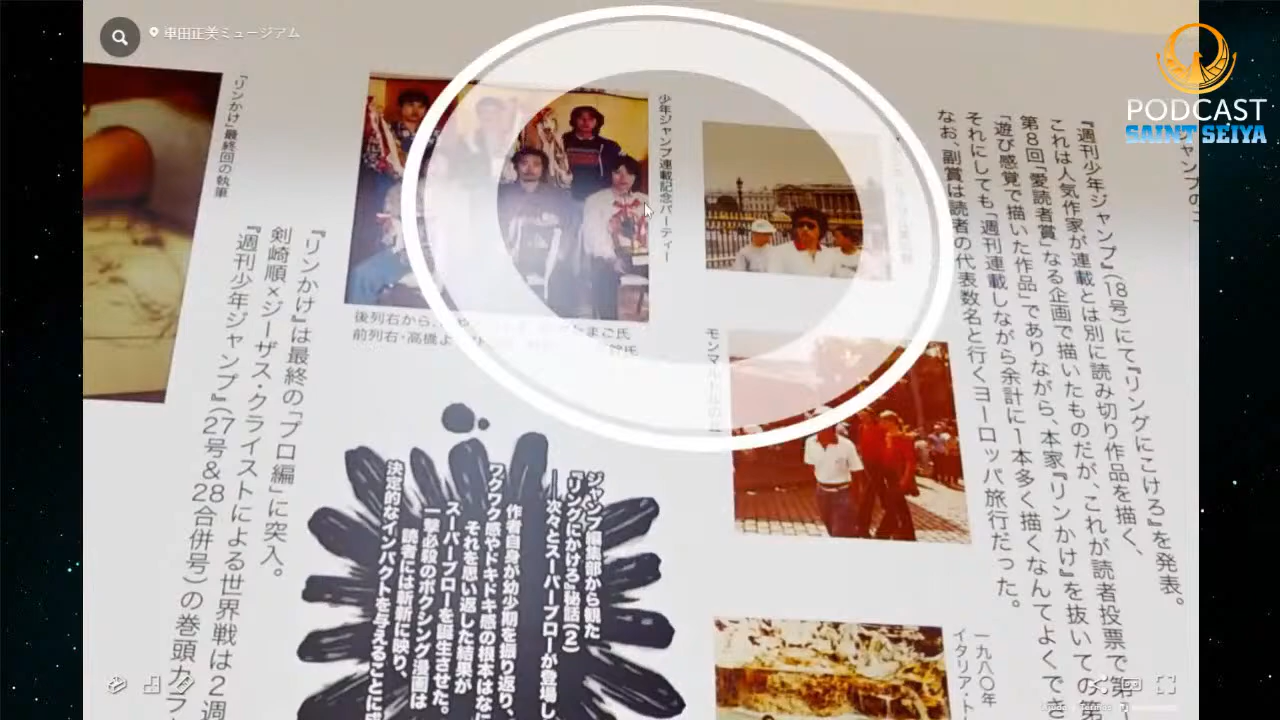 車田正美ミュージアム
PODCAST
SAINT SEIYA
『週刊少年ジャンプ』(18号)にて『リングにこけろ』を発表。
これは人気作家が連載とは別に読み切り作品を描く、
第8回「愛読者賞」なる企画で描いたものだが、これが読者投票で第
「遊び感覚で描いた作品」でありながら、本家『リンかけ』を抜いての第
それにしても「週刊連載しながら余計に1本多く描くなんてよくでき
なお、副賞は読者の代表数名と行くヨーロッパ旅行だった。
一九八〇年
イタリア・ト
少年ジャンプ連載記念パーティー
後列右から、
たまご氏
前列右・高橋よ
「リンかけ」最終回の執筆
『リンかけ』は最終の「プロ編」に突入。
剣崎順×ジーザス・クライストによる世界戦は2週
『週刊少年ジャンプ』(27号&28合併号)の巻頭カラ
ジャンプ編集部から観た
『リングにかけろ』秘話(2)
──次々とスーパーブローが登場し
作者自身が幼少期を振り返り、
ワクワク感やドキドキ感の根本はなに
それを思い返した結果が
スーパーブローを誕生させた。
一撃必殺のボクシング漫画は
読者には斬新に映り、
決定的なインパクトを与えることに成